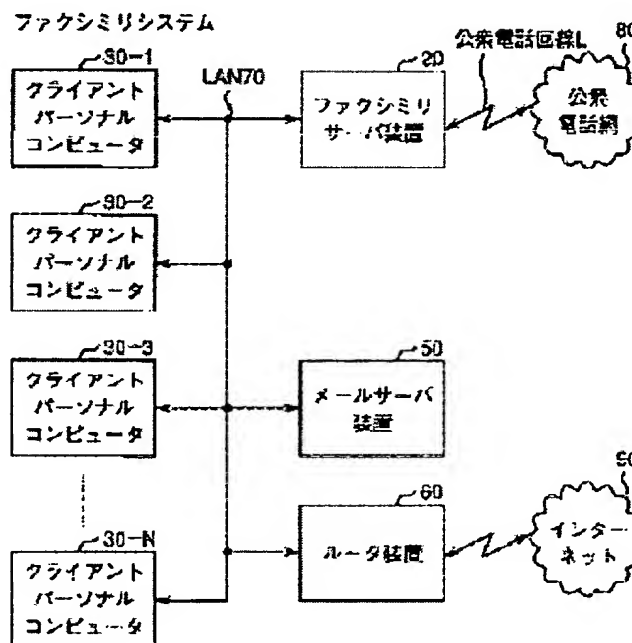 ファクシミリシステム
30-1
クライアント
パーソナル
コンピュータ
LAN70
20
ファクシミリ
サーバ装置
公衆電話回線L
80
公衆
電話網
30-2
クライアント
パーソナル
コンピュータ
30-3
クライアント
パーソナル
コンピュータ
50
メールサーバ
装置
30-N
クライアント
パーソナル
コンピュータ
60
ルータ装置
90
インター
ネット